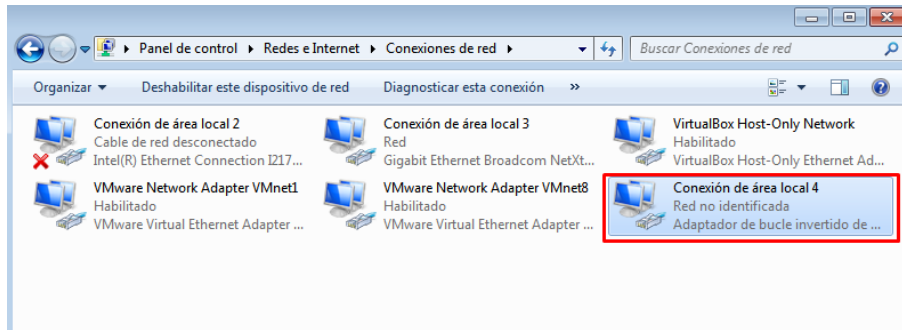 Panel de control ▸ Redes e Internet ▸ Conexiones de red ▸
Buscar Conexiones de red
Organizar ▾ Deshabilitar este dispositivo de red Diagnosticar esta conexión »
Conexión de área local 2
Cable de red desconectado
Intel(R) Ethernet Connection I217...
Conexión de área local 3
Red
Gigabit Ethernet Broadcom NetXt...
VirtualBox Host-Only Network
Habilitado
VirtualBox Host-Only Ethernet Ad...
VMware Network Adapter VMnet1
Habilitado
VMware Virtual Ethernet Adapter ...
VMware Network Adapter VMnet8
Habilitado
VMware Virtual Ethernet Adapter ...
Conexión de área local 4
Red no identificada
Adaptador de bucle invertido de ...